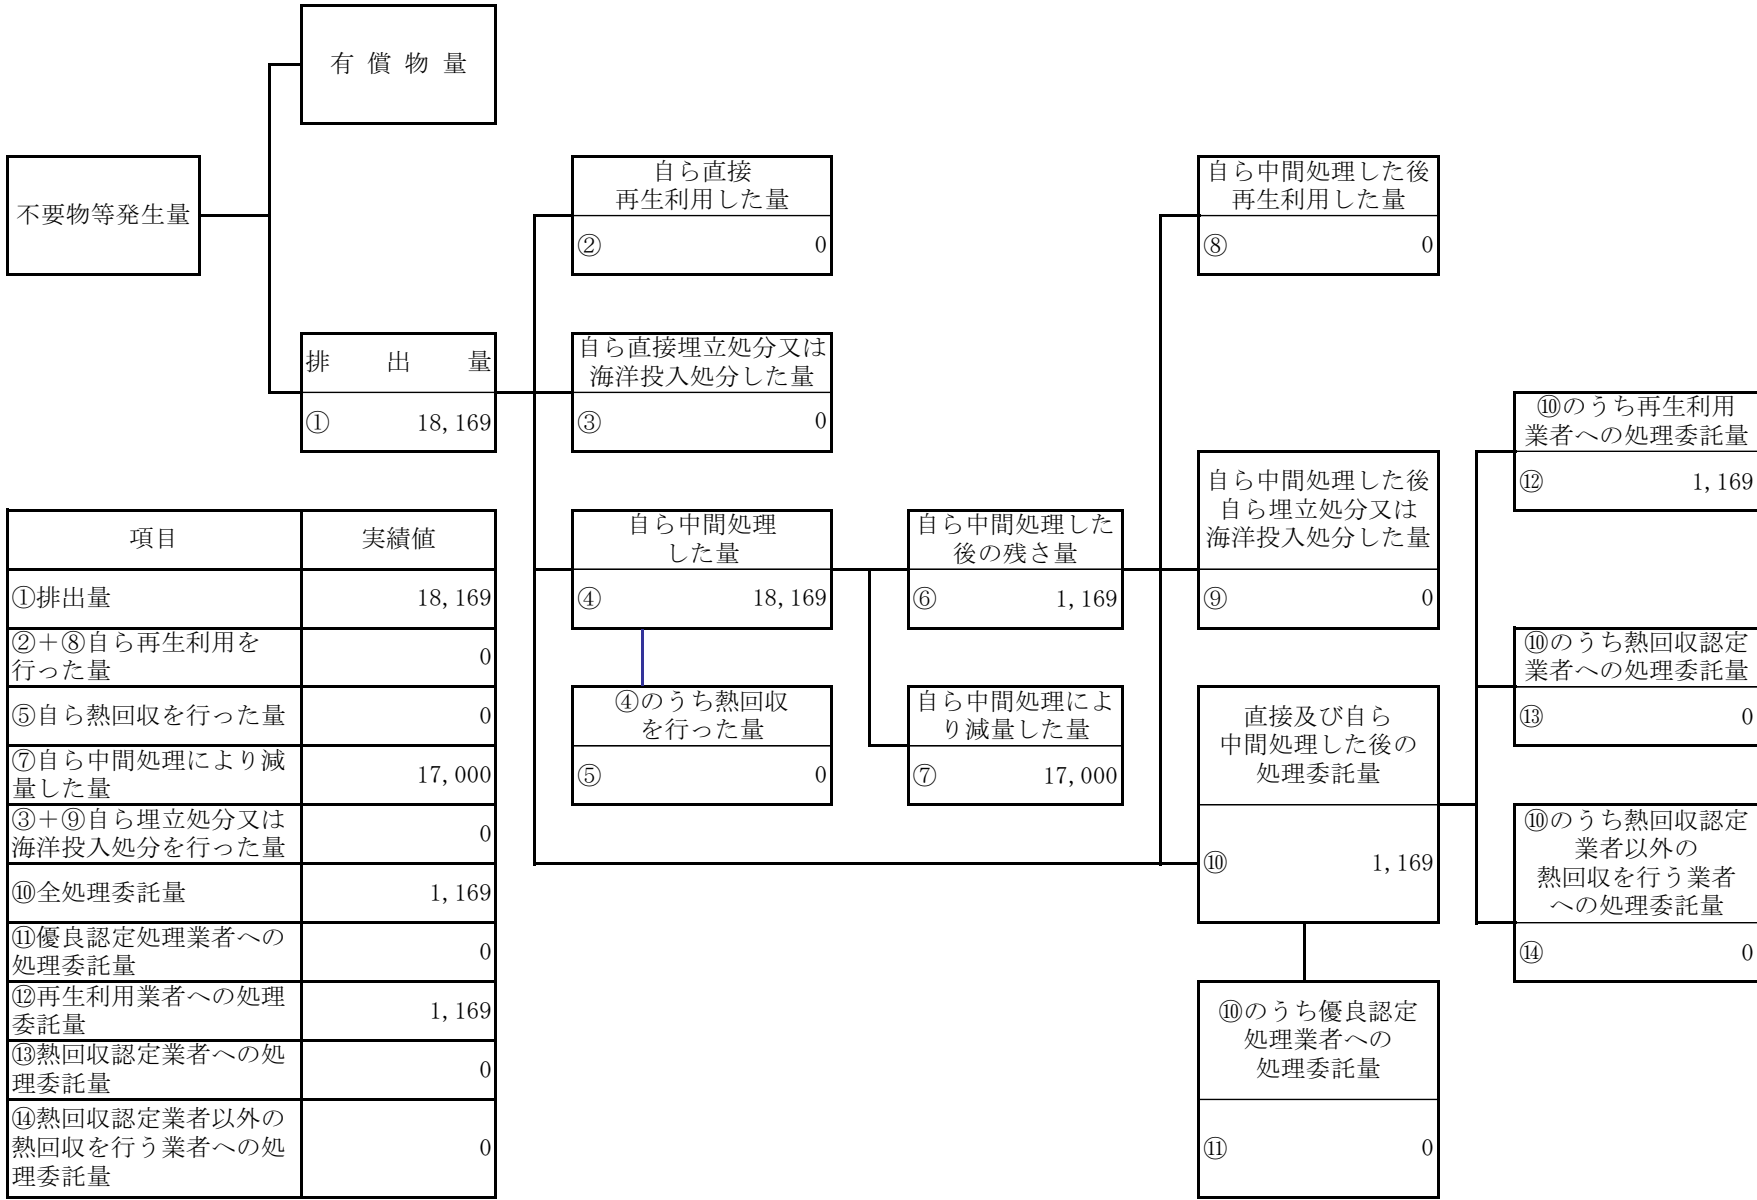 有償物量
不要物等発生量
自ら直接
再生利用した量
② 0
自ら中間処理した後
再生利用した量
⑧ 0
排出量
① 18,169
自ら直接埋立処分又は
海洋投入処分した量
③ 0
⑩のうち再生利用
業者への処理委託量
⑫ 1,169
自ら中間処理した後
自ら埋立処分又は
海洋投入処分した量
⑨ 0
自ら中間処理
した量
④ 18,169
自ら中間処理した
後の残さ量
⑥ 1,169
⑩のうち熱回収認定
業者への処理委託量
⑬ 0
④のうち熱回収
を行った量
⑤ 0
自ら中間処理によ
り減量した量
⑦ 17,000
直接及び自ら
中間処理した後の
処理委託量
⑩ 1,169
⑩のうち熱回収認定
業者以外の
熱回収を行う業者
への処理委託量
⑭ 0
⑩のうち優良認定
処理業者への
処理委託量
⑪ 0
項目 実績値
①排出量 18,169
②＋⑧自ら再生利用を
行った量 0
⑤自ら熱回収を行った量 0
⑦自ら中間処理により減
量した量 17,000
③＋⑨自ら埋立処分又は
海洋投入処分を行った量 0
⑩全処理委託量 1,169
⑪優良認定処理業者への
処理委託量 0
⑫再生利用業者への処理
委託量 1,169
⑬熱回収認定業者への処
理委託量 0
⑭熱回収認定業者以外の
熱回収を行う業者への処
理委託量 0